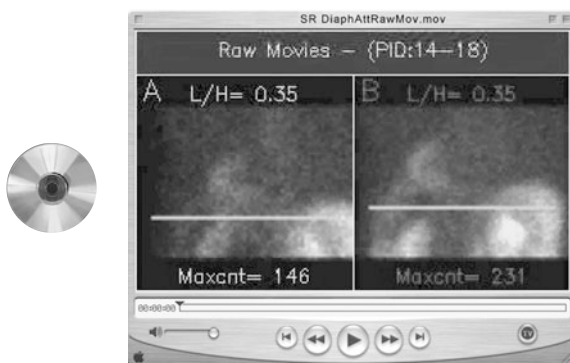 SR DiaphAttRawMov.mov
Raw Movies - (PID:14-18)
A L/H= 0.35
B L/H= 0.35
Maxcnt= 146
Maxcnt= 231
00:00:00